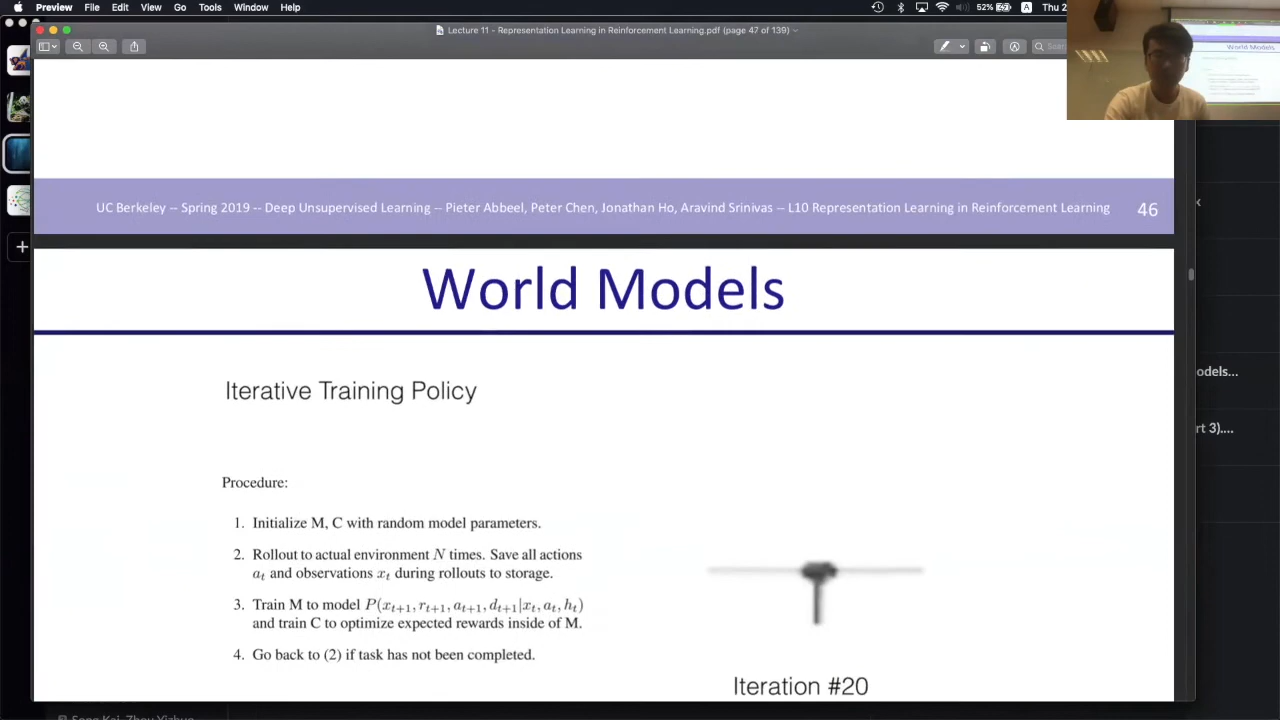 Preview File Edit View Go Tools Window Help 52% A Thu 2
Lecture 11 - Representation Learning in Reinforcement Learning.pdf (page 47 of 139)
UC Berkeley -- Spring 2019 -- Deep Unsupervised Learning -- Pieter Abbeel, Peter Chen, Jonathan Ho, Aravind Srinivas -- L10 Representation Learning in Reinforcement Learning 46
World Models
World Models
Iterative Training Policy
Procedure:
1. Initialize M, C with random model parameters.
2. Rollout to actual environment N times. Save all actions
a_t and observations x_t during rollouts to storage.
3. Train M to model P(x_{t+1}, r_{t+1}, a_{t+1}, d_{t+1}|x_t, a_t, h_t)
and train C to optimize expected rewards inside of M.
4. Go back to (2) if task has not been completed.
Iteration #20
odels...
rt 3)....